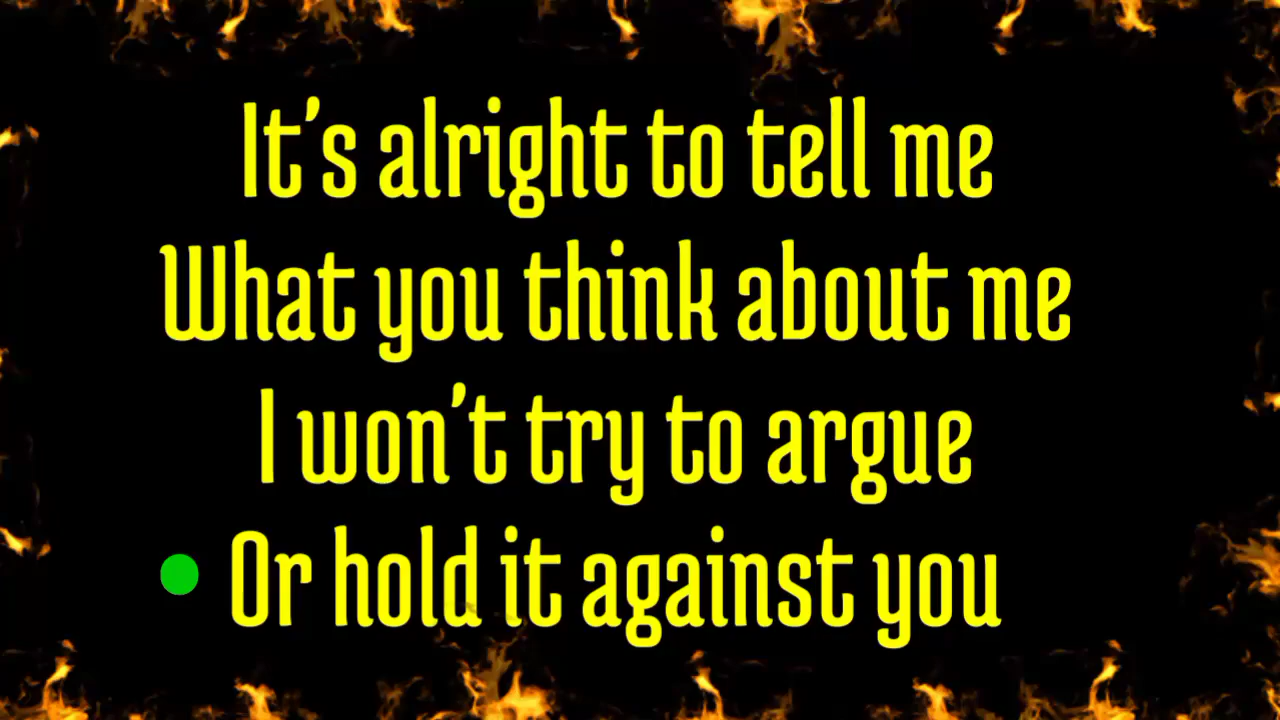 It's alright to tell me
What you think about me
I won't try to argue
Or hold it against you